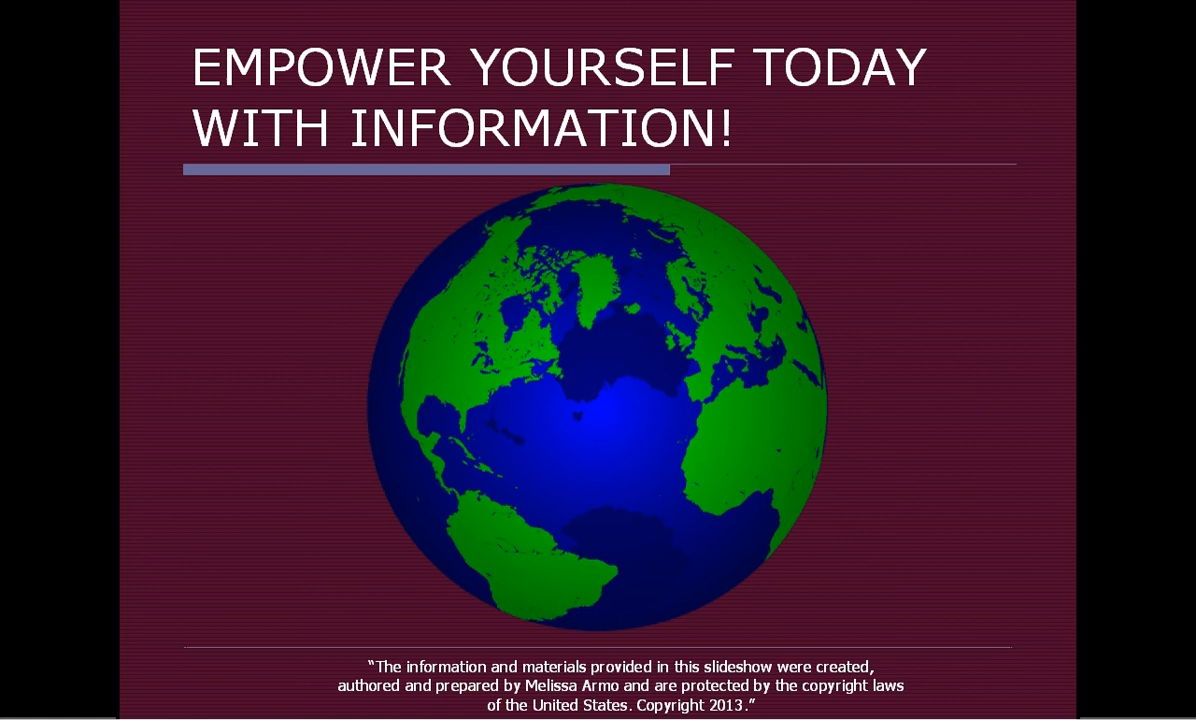 EMPOWER YOURSELF TODAY
WITH INFORMATION!
“The information and materials provided in this slideshow were created,
authored and prepared by Melissa Armo and are protected by the copyright laws
of the United States. Copyright 2013.”